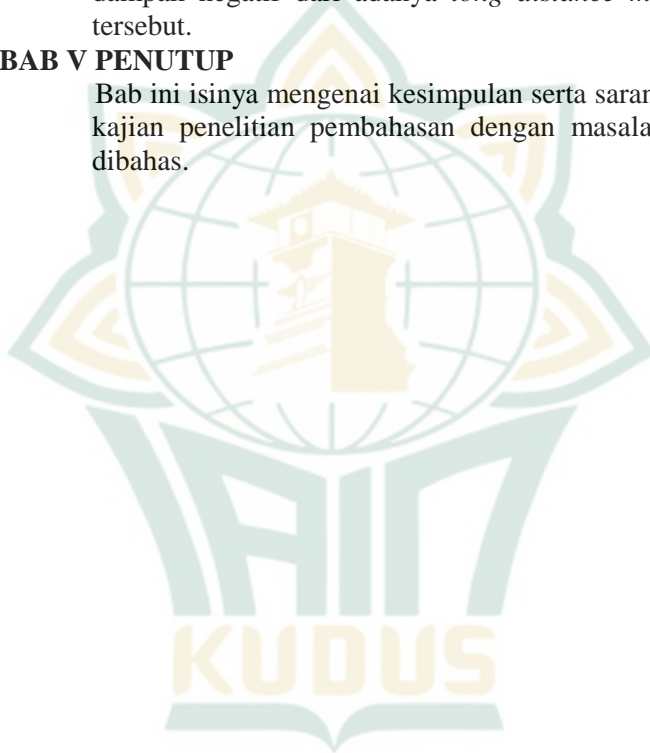 dampak negatif dari adanya long distance
tersebut.
BAB V PENUTUP
Bab ini isinya mengenai kesimpulan serta saran
kajian penelitian pembahasan dengan
dibahas.
IAIN
KUDUS